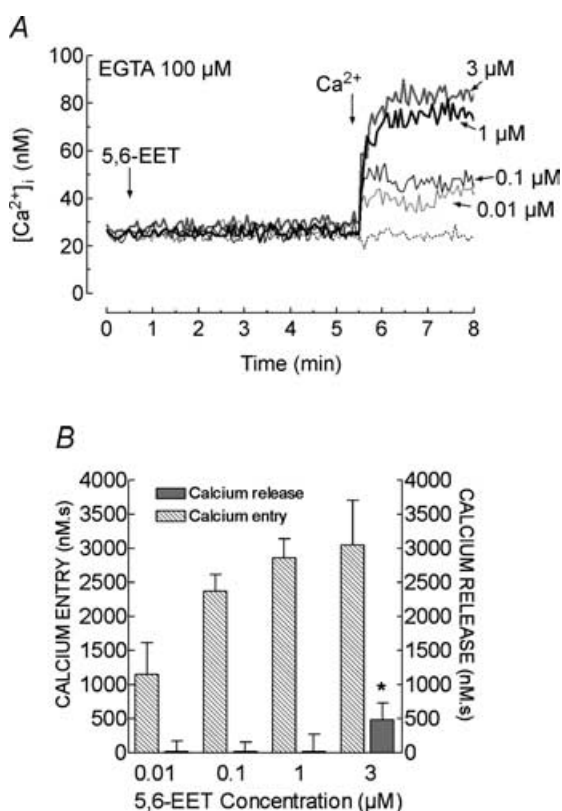 A
EGTA 100 µM
Ca2+
3 µM
1 µM
0.1 µM
0.01 µM
5,6-EET
[Ca2+]i (nM)
100
80
60
40
20
0
0 1 2 3 4 5 6 7 8
Time (min)
B
Calcium release
Calcium entry
CALCIUM ENTRY (nM.s)
4000
3500
3000
2500
2000
1500
1000
500
0
*
4000
3500
3000
2500
2000
1500
1000
500
0
CALCIUM RELEASE (nM.s)
0.01 0.1 1 3
5,6-EET Concentration (µM)